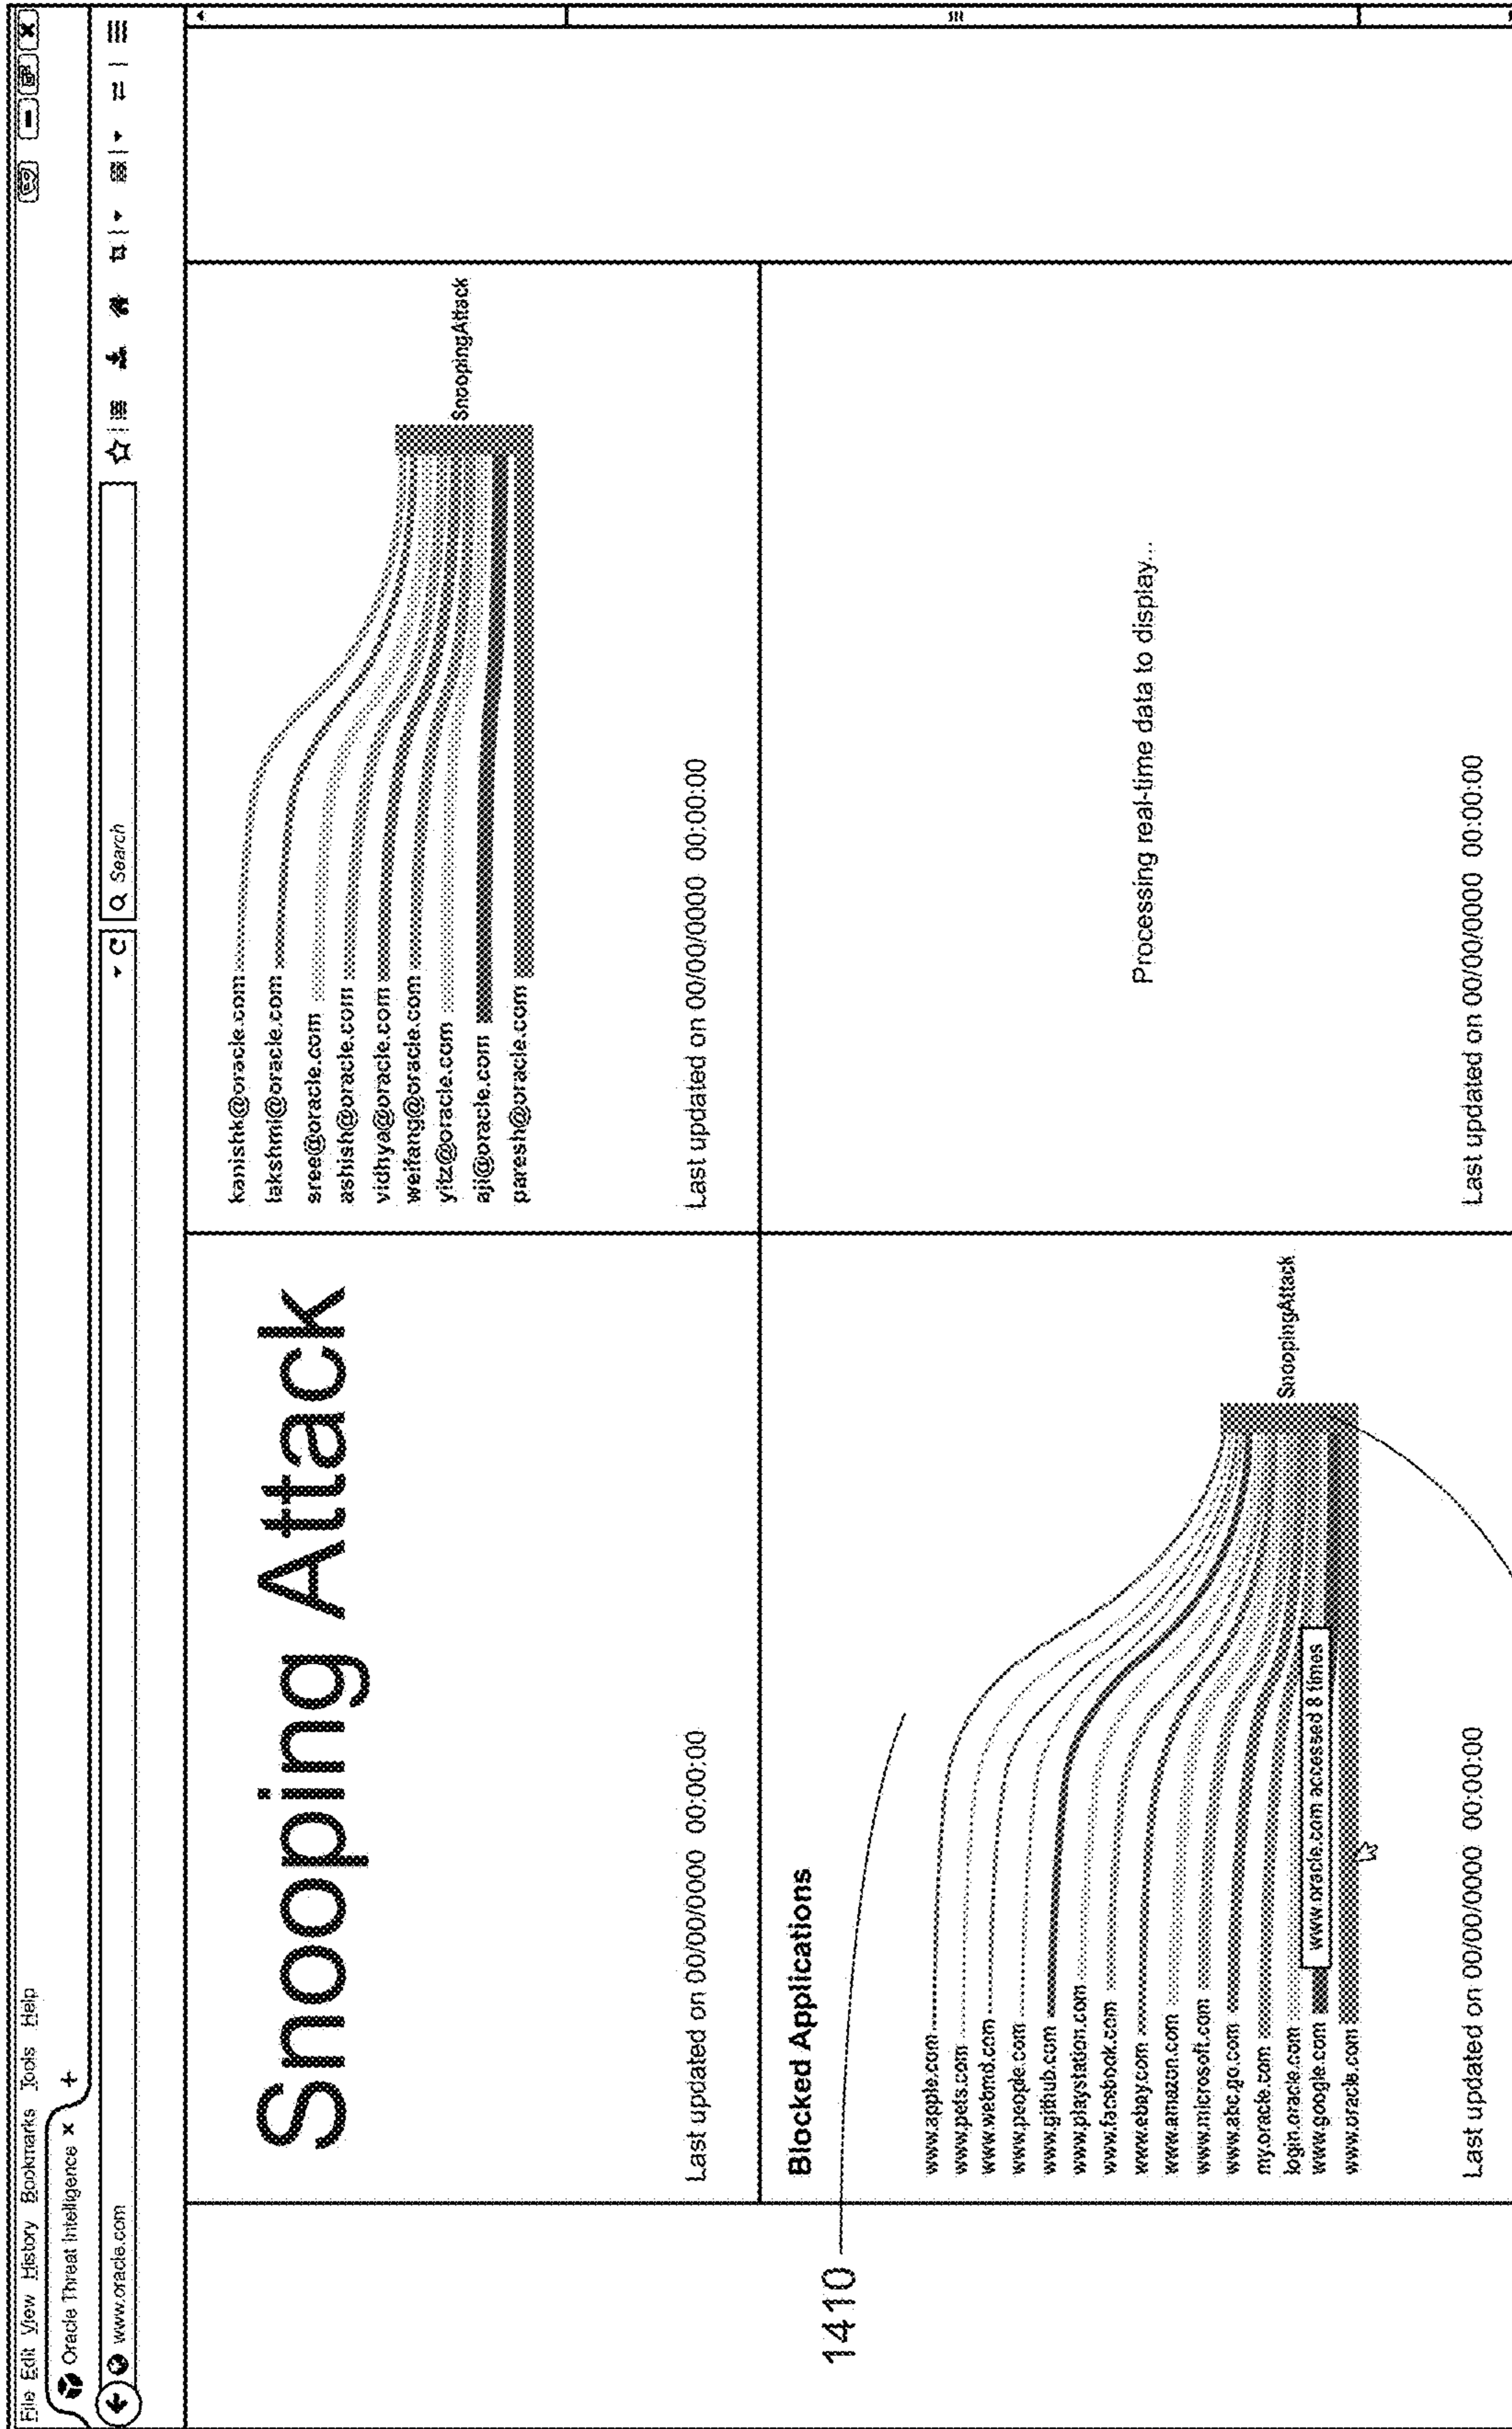 File Edit View History Bookmarks Tools Help
Oracle Threat Intelligence × +
www.oracle.com
Search
Snooping Attack
Last updated on 00/00/0000 00:00:00
kanishk@oracle.com
lakshmi@oracle.com
sree@oracle.com
ashish@oracle.com
vidhya@oracle.com
weifang@oracle.com
yitz@oracle.com
aji@oracle.com
paresh@oracle.com
SnoopingAttack
Last updated on 00/00/0000 00:00:00
1410
Blocked Applications
www.apple.com
www.pets.com
www.webmd.com
www.people.com
www.github.com
www.playstation.com
www.facebook.com
www.ebay.com
www.amazon.com
www.microsoft.com
www.abc.go.com
my.oracle.com
login.oracle.com
www.google.com
www.oracle.com
www.oracle.com accessed 8 times
SnoopingAttack
Last updated on 00/00/0000 00:00:00
Processing real-time data to display...
Last updated on 00/00/0000 00:00:00